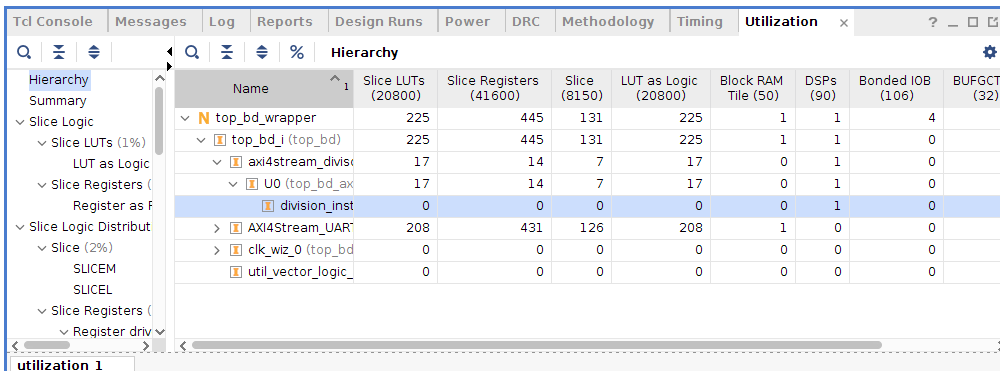 Tcl Console Messages Log Reports Design Runs Power DRC Methodology Timing Utilization × ? _
Hierarchy
Summary
Slice Logic
Slice LUTs (1%)
LUT as Logic
Slice Registers (
Register as F
Slice Logic Distribut
Slice (2%)
SLICEM
SLICEL
Slice Registers (
Register driv
Hierarchy
Name 1 Slice LUTs (20800) Slice Registers (41600) Slice (8150) LUT as Logic (20800) Block RAM Tile (50) DSPs (90) Bonded IOB (106) BUFGCT (32)
N top_bd_wrapper 225 445 131 225 1 1 4
top_bd_i (top_bd) 225 445 131 225 1 1 0
axi4stream_divisc 17 14 7 17 0 1 0
U0 (top_bd_ax 17 14 7 17 0 1 0
division_inst 0 0 0 0 0 1 0
AXI4Stream_UART 208 431 126 208 1 0 0
clk_wiz_0 (top_bd 0 0 0 0 0 0 0
util_vector_logic_ 0 0 0 0 0 0 0
utilization_1